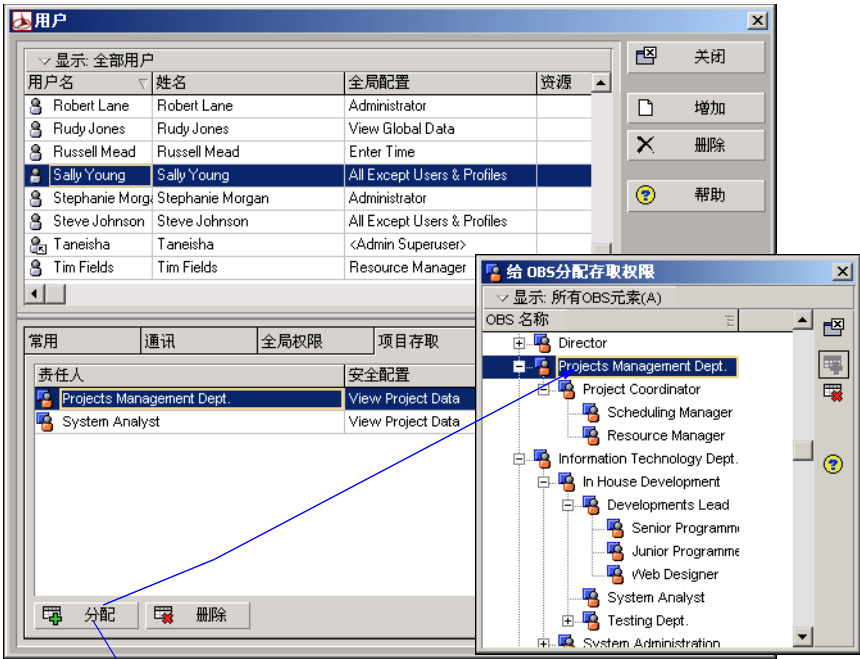 用户
显示: 全部用户
用户名 姓名 全局配置 资源
Robert Lane Robert Lane Administrator
Rudy Jones Rudy Jones View Global Data
Russell Mead Russell Mead Enter Time
Sally Young Sally Young All Except Users & Profiles
Stephanie Morg Stephanie Morgan Administrator
Steve Johnson Steve Johnson All Except Users & Profiles
Taneisha Taneisha <Admin Superuser>
Tim Fields Tim Fields Resource Manager
关闭
增加
删除
帮助
常用 通讯 全局权限 项目存取
责任人 安全配置
Projects Management Dept. View Project Data
System Analyst View Project Data
分配 删除
给 OBS分配存取权限
显示: 所有OBS元素(A)
OBS 名称
Director
Projects Management Dept.
Project Coordinator
Scheduling Manager
Resource Manager
Information Technology Dept.
In House Development
Developments Lead
Senior Programm
Junior Programme
Web Designer
System Analyst
Testing Dept.
System Administration